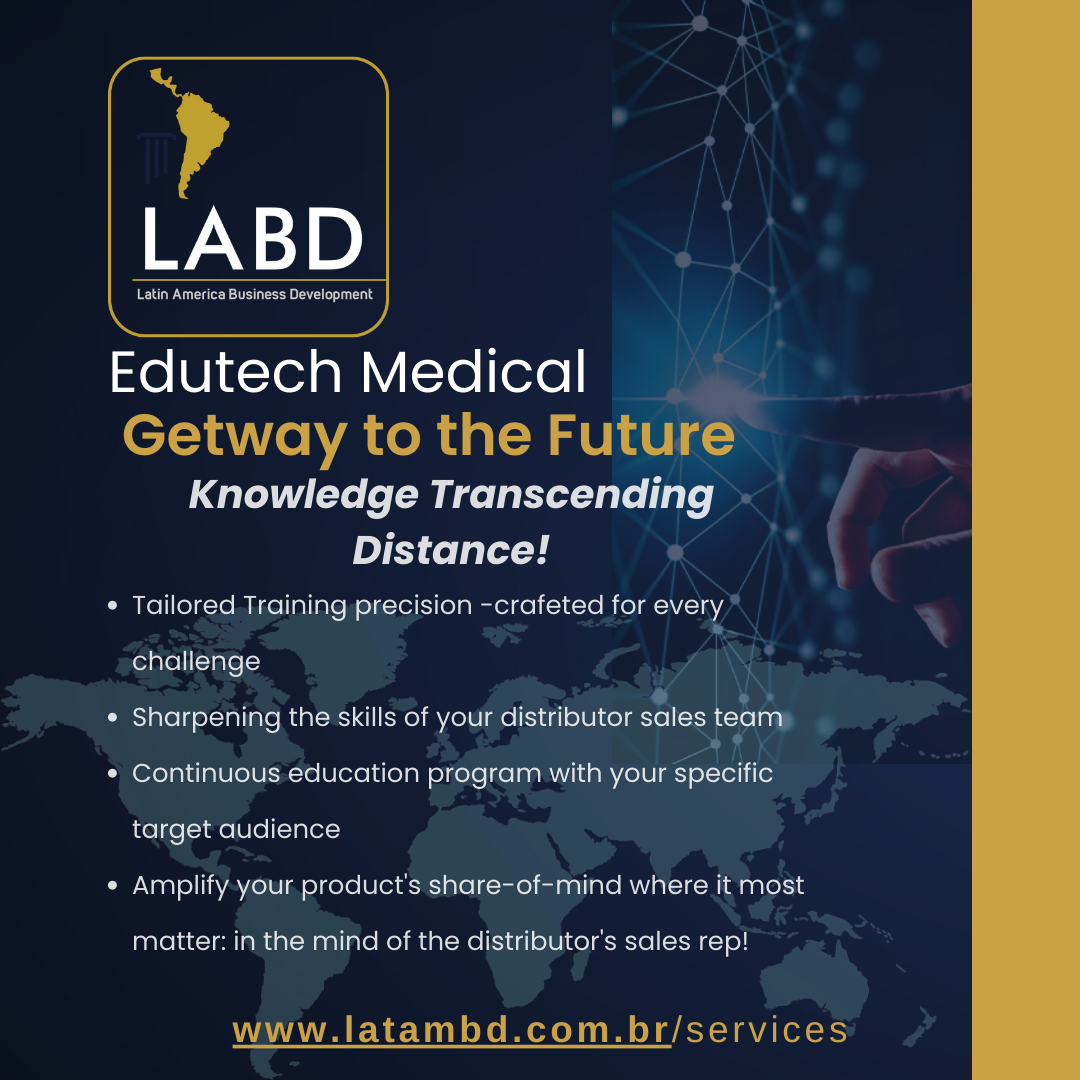 LABD
Latin America Business Development
Edutech Medical
Getway to the Future
Knowledge Transcending
Distance!
• Tailored Training precision -crafeted for every
challenge
• Sharpening the skills of your distributor sales team
• Continuous education program with your specific
target audience
• Amplify your product's share-of-mind where it most
matter: in the mind of the distributor's sales rep!
www.latambd.com.br/services